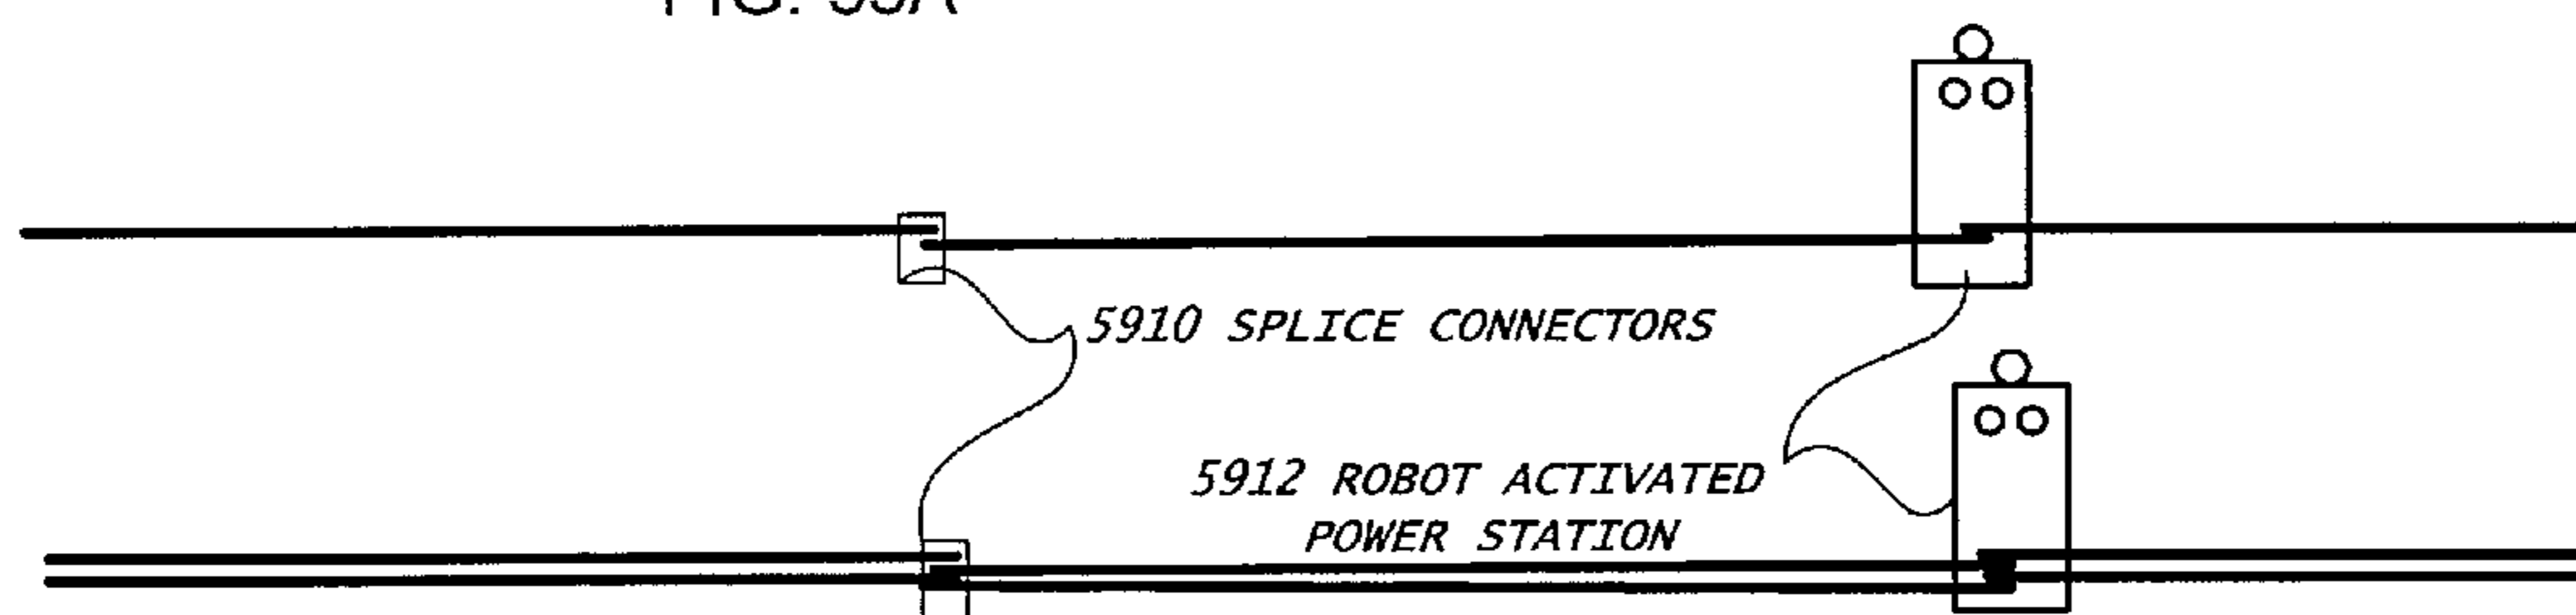 5910 SPLICE CONNECTORS
5912 ROBOT ACTIVATED
POWER STATION